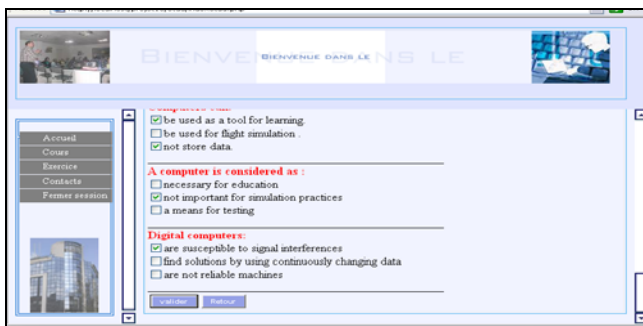 BIENVENUE DANS LE
Accueil
Cours
Exercice
Contacts
Fermer session
Computers can:
be used as a tool for learning.
be used for flight simulation .
not store data.
A computer is considered as :
necessary for education
not important for simulation practices
a means for testing
Digital computers:
are susceptible to signal interferences
find solutions by using continuously changing data
are not reliable machines
valider
Retour